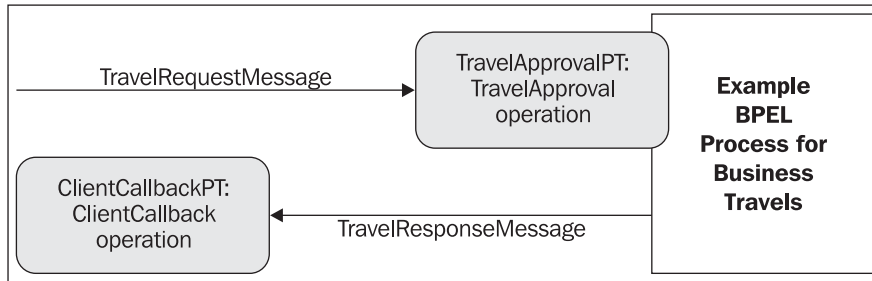 TravelRequestMessage
TravelApprovalPT:
TravelApproval
operation
Example
BPEL
Process for
Business
Travels
ClientCallbackPT:
ClientCallback
operation
TravelResponseMessage